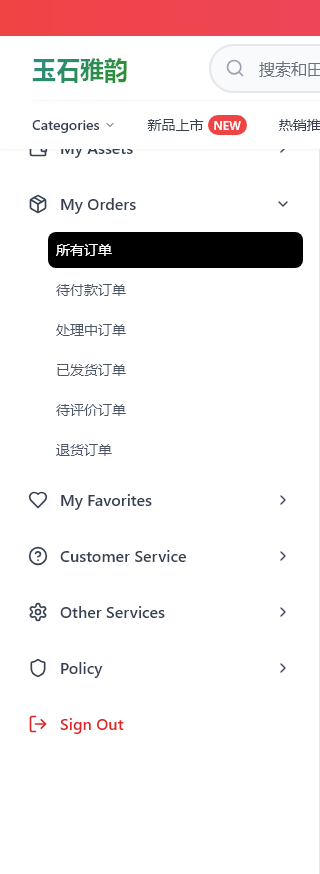 玉石雅韵
搜索和田
Categories 新品上市 NEW 热销推
My Assets
My Orders
所有订单
待付款订单
处理中订单
已发货订单
待评价订单
退货订单
My Favorites
Customer Service
Other Services
Policy
Sign Out